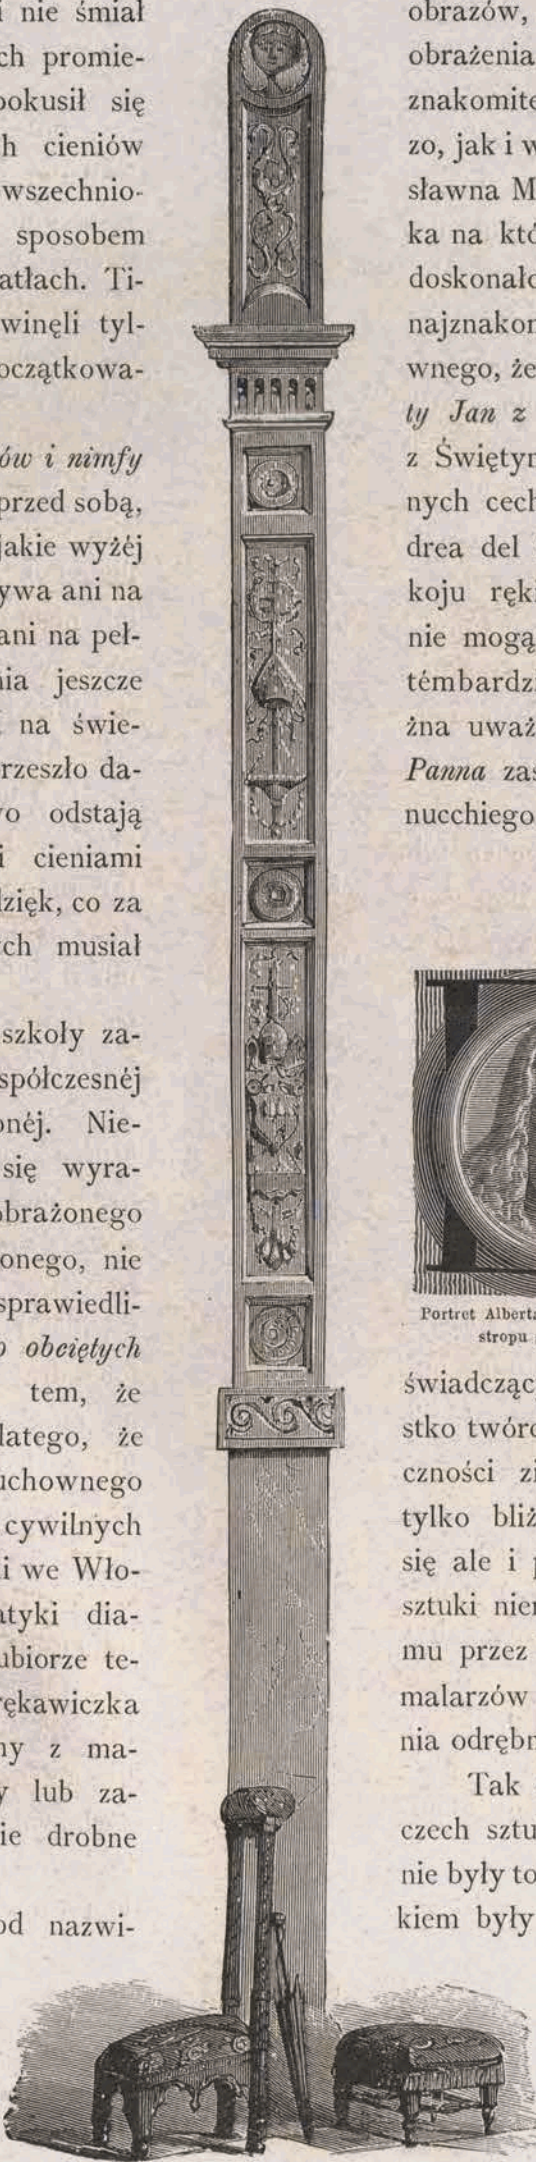 nie śmiał
ch promie-
pokusił się
h cieniów
wszechnio-
sposobem
atłach. Ti-
winęli tyl-
oczątkowa-
ów i nimfy
przed sobą,
jakie wyżéj
ywa ani na
ani na peł-
nia jeszcze
na świe-
rzeszło da-
vo odstają
i cieniami
dzięk, co za
ch musiał
szkoły za-
spółczesnéj
onéj. Nie-
się wyra-
obrażonego
onego, nie
sprawiedli-
o obciętych
tem, że
latego, że
uchownego
cywilnych
i we Wło-
atyki dia-
ubiorze te-
rękawiczka
ny z ma-
y lub za-
ie drobne
od nazwi-
obrazów,
obrażenia
znakomite
zo, jak i w
sławna M
ka na któ
doskonało
najznakon
wnego, że
ty Jan z
z Święty
nych cech
drea del
koju ręki
nie mogą
témbardzi
żna uważ
Panna zas
nucchiego
Portret Alberta
stropu
świadcząc
stko twórc
czności zi
tylko bliż
się ale i p
sztuki nie
mu przez
malarzów
nia odrębn
Tak
czech sztu
nie były to
kiem były